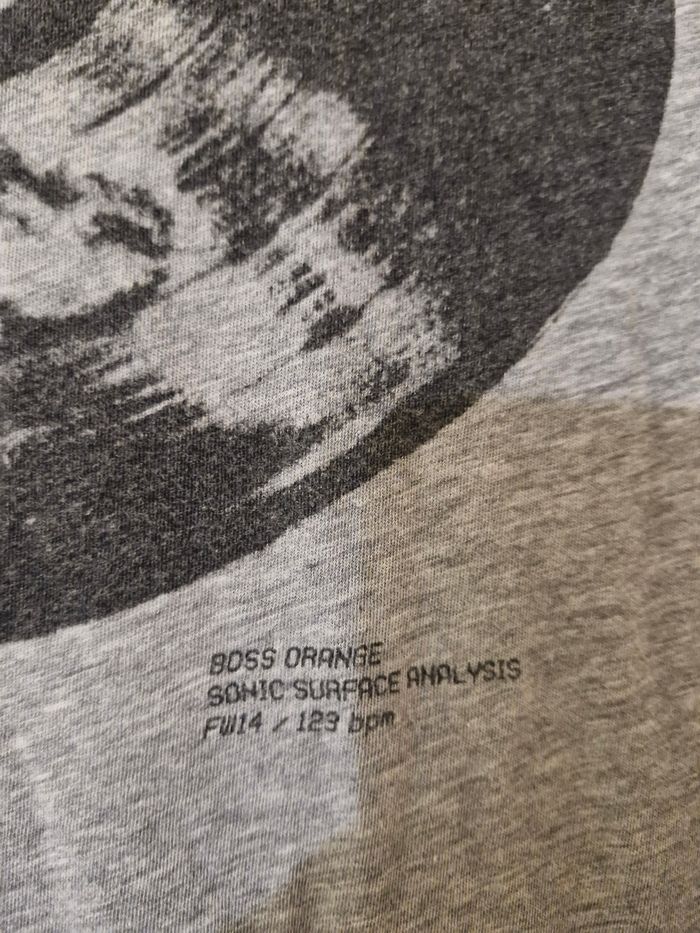 BOSS ORANGE
SONIC SURFACE ANALYSIS
FW14 / 123 bpm